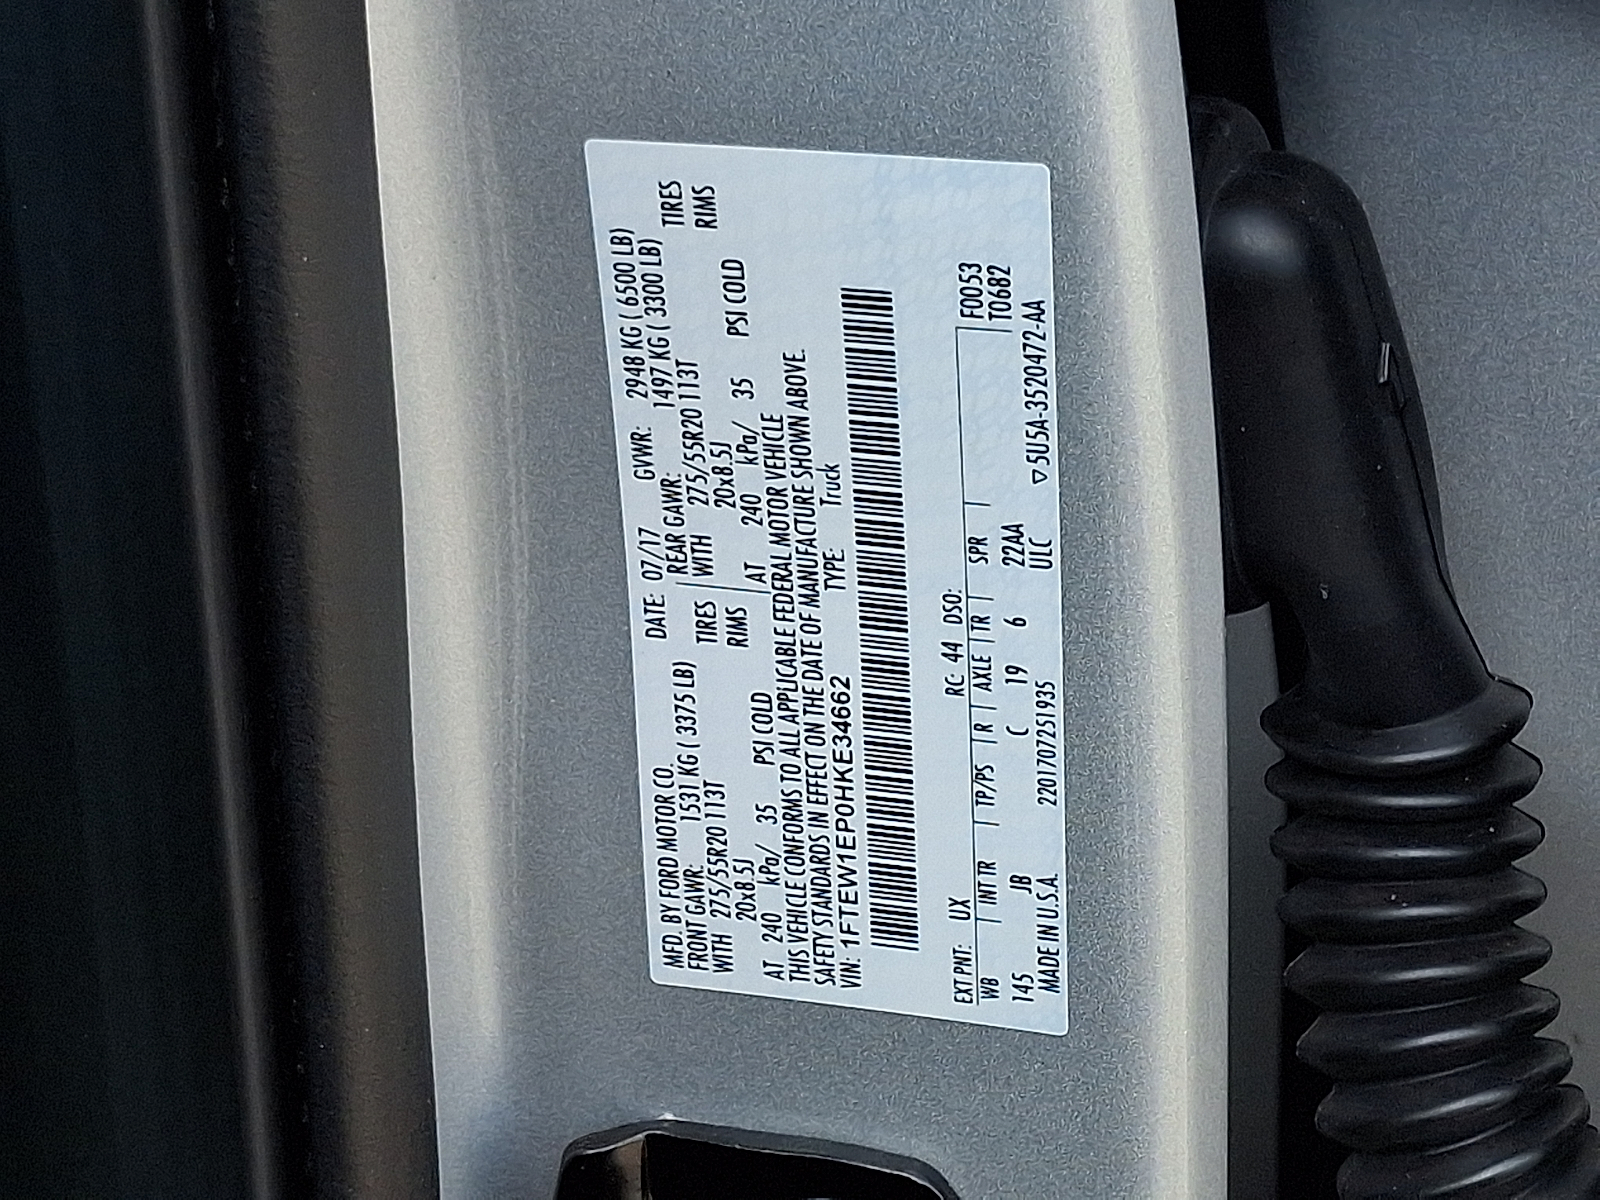 MFD. BY FORD MOTOR CO. DATE: 07/17 GVWR: 2948 KG ( 6500 LB)
FRONT GAWR: 1531 KG ( 3375 LB) REAR GAWR: 1497 KG ( 3300 LB)
WITH 275/55R20 113T TIRES WITH 275/55R20 113T TIRES
20x8.5J RIMS 20x8.5J RIMS
AT 240 kPa/ 35 PSI COLD AT 240 kPa/ 35 PSI COLD
THIS VEHICLE CONFORMS TO ALL APPLICABLE FEDERAL MOTOR VEHICLE
SAFETY STANDARDS IN EFFECT ON THE DATE OF MANUFACTURE SHOWN ABOVE.
VIN: 1FTEW1EP0HKE34662 TYPE: Truck
EXT PNT: UX RC: 44 DSO: F0053
WB INT TR TP/PS R AXLE TR SPR T0682
145 JB C 19 6 22AA
MADE IN U.S.A. 2201707251935 ULC ▽5U5A-3520472-AA